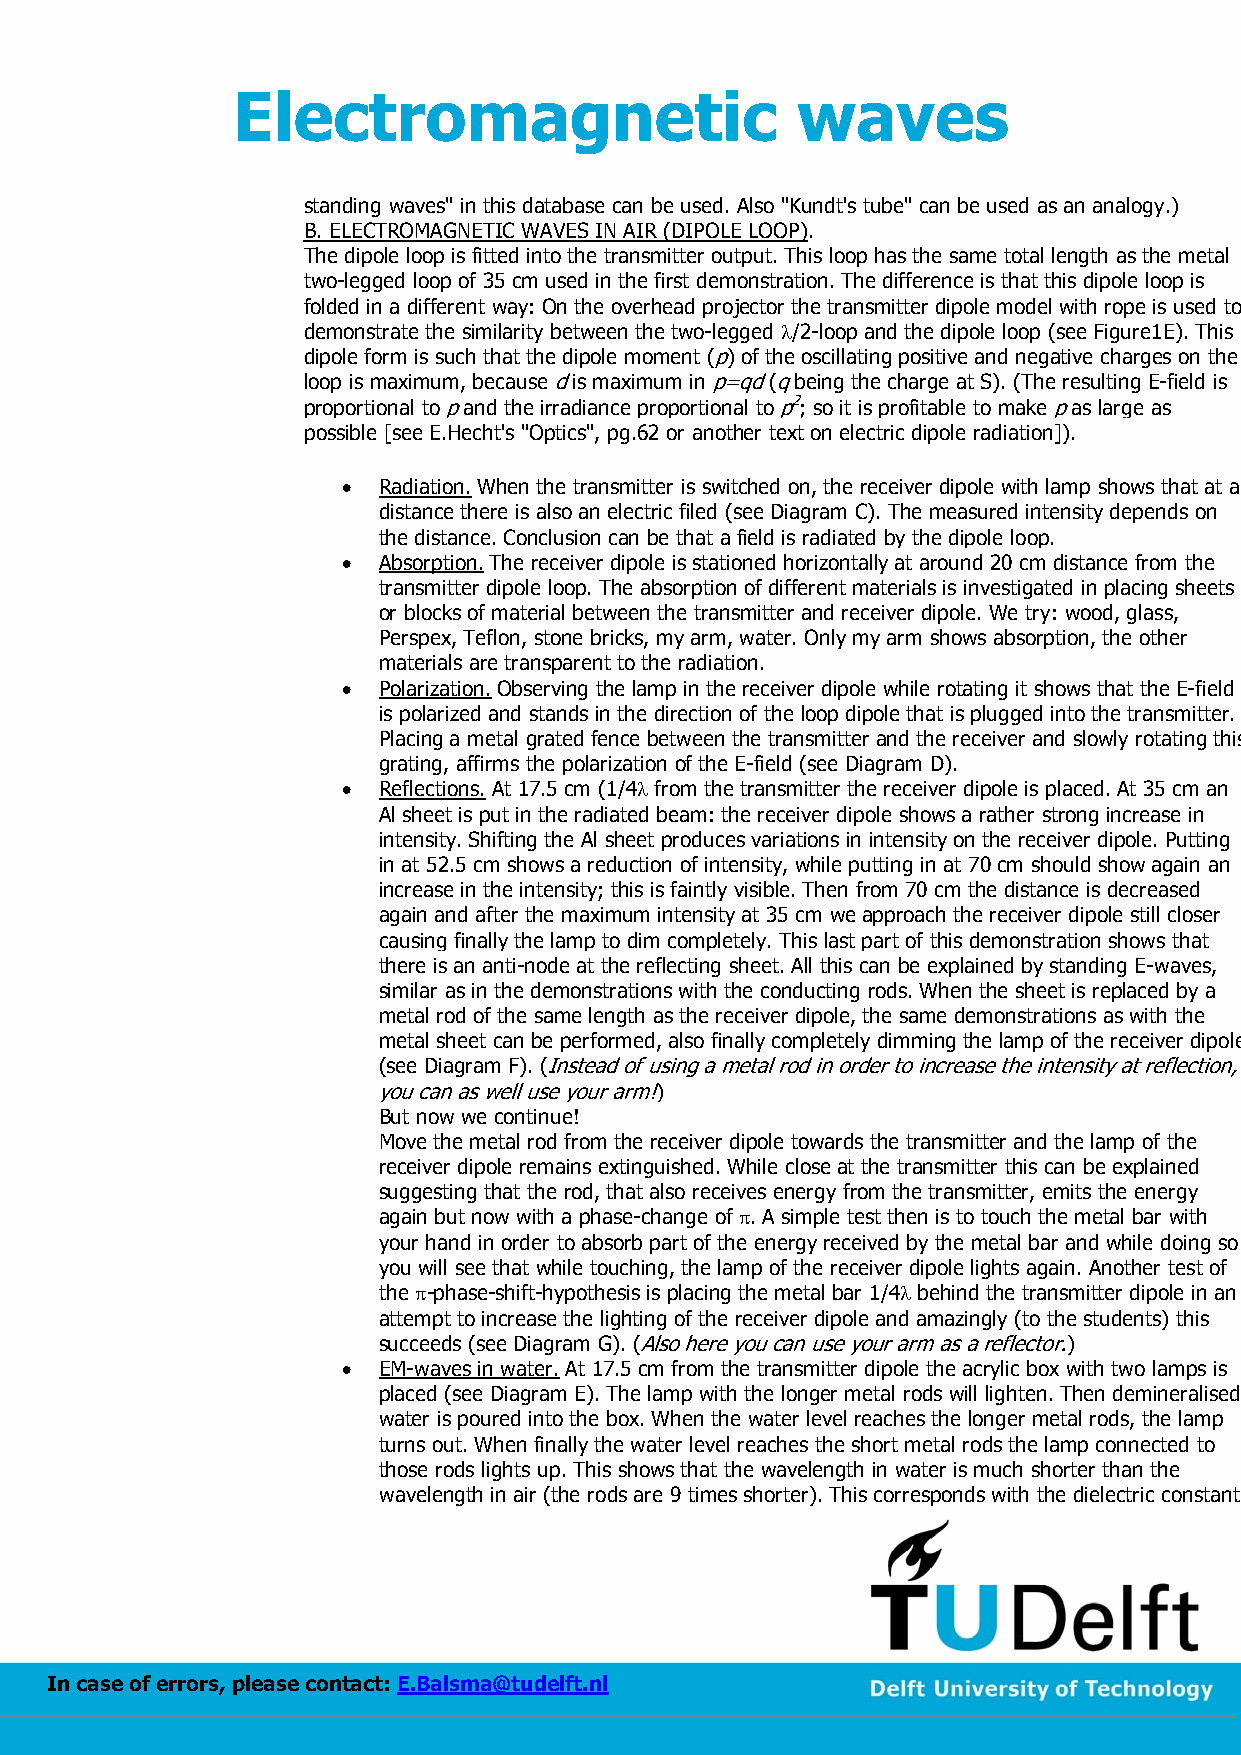 Electromagnetic waves
standing waves" in this database can be used. Also "Kundt's tube" can be used as an analogy.)
B. ELECTROMAGNETIC WAVES IN AIR (DIPOLE LOOP).
The dipole loop is fitted into the transmitter output. This loop has the same total length as the metal
two-legged loop of 35 cm used in the first demonstration. The difference is that this dipole loop is
folded in a different way: On the overhead projector the transmitter dipole model with rope is used to
demonstrate the similarity between the two-legged λ/2-loop and the dipole loop (see Figure1E). This
dipole form is such that the dipole moment (p) of the oscillating positive and negative charges on the
loop is maximum, because d is maximum in p=qd (q being the charge at S). (The resulting E-field is
proportional to p and the irradiance proportional to p²; so it is profitable to make p as large as
possible [see E.Hecht's "Optics", pg.62 or another text on electric dipole radiation]).
• Radiation. When the transmitter is switched on, the receiver dipole with lamp shows that at a
distance there is also an electric filed (see Diagram C). The measured intensity depends on
the distance. Conclusion can be that a field is radiated by the dipole loop.
• Absorption. The receiver dipole is stationed horizontally at around 20 cm distance from the
transmitter dipole loop. The absorption of different materials is investigated in placing sheets
or blocks of material between the transmitter and receiver dipole. We try: wood, glass,
Perspex, Teflon, stone bricks, my arm, water. Only my arm shows absorption, the other
materials are transparent to the radiation.
• Polarization. Observing the lamp in the receiver dipole while rotating it shows that the E-field
is polarized and stands in the direction of the loop dipole that is plugged into the transmitter.
Placing a metal grated fence between the transmitter and the receiver and slowly rotating this
grating, affirms the polarization of the E-field (see Diagram D).
• Reflections. At 17.5 cm (1/4λ from the transmitter the receiver dipole is placed. At 35 cm an
Al sheet is put in the radiated beam: the receiver dipole shows a rather strong increase in
intensity. Shifting the Al sheet produces variations in intensity on the receiver dipole. Putting
in at 52.5 cm shows a reduction of intensity, while putting in at 70 cm should show again an
increase in the intensity; this is faintly visible. Then from 70 cm the distance is decreased
again and after the maximum intensity at 35 cm we approach the receiver dipole still closer
causing finally the lamp to dim completely. This last part of this demonstration shows that
there is an anti-node at the reflecting sheet. All this can be explained by standing E-waves,
similar as in the demonstrations with the conducting rods. When the sheet is replaced by a
metal rod of the same length as the receiver dipole, the same demonstrations as with the
metal sheet can be performed, also finally completely dimming the lamp of the receiver dipole
(see Diagram F). (Instead of using a metal rod in order to increase the intensity at reflection,
you can as well use your arm!)
But now we continue!
Move the metal rod from the receiver dipole towards the transmitter and the lamp of the
receiver dipole remains extinguished. While close at the transmitter this can be explained
suggesting that the rod, that also receives energy from the transmitter, emits the energy
again but now with a phase-change of π. A simple test then is to touch the metal bar with
your hand in order to absorb part of the energy received by the metal bar and while doing so
you will see that while touching, the lamp of the receiver dipole lights again. Another test of
the π-phase-shift-hypothesis is placing the metal bar 1/4λ behind the transmitter dipole in an
attempt to increase the lighting of the receiver dipole and amazingly (to the students) this
succeeds (see Diagram G). (Also here you can use your arm as a reflector.)
• EM-waves in water. At 17.5 cm from the transmitter dipole the acrylic box with two lamps is
placed (see Diagram E). The lamp with the longer metal rods will lighten. Then demineralised
water is poured into the box. When the water level reaches the longer metal rods, the lamp
turns out. When finally the water level reaches the short metal rods the lamp connected to
those rods lights up. This shows that the wavelength in water is much shorter than the
wavelength in air (the rods are 9 times shorter). This corresponds with the dielectric constant
TUDelft
In case of errors, please contact: E.Balsma@tudelft.nl
Delft University of Technology